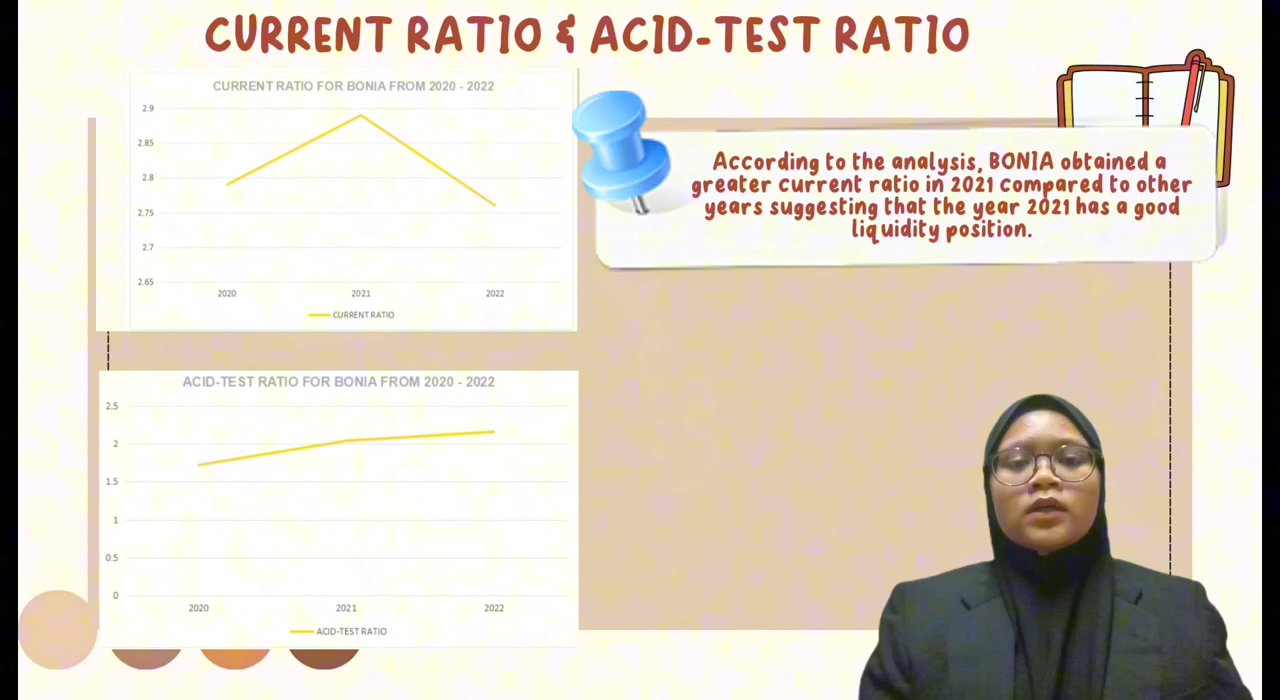 CURRENT RATIO & ACID-TEST RATIO
CURRENT RATIO FOR BONIA FROM 2020 - 2022
2.9
2.85
2.8
2.75
2.7
2.65
2020 2021 2022
CURRENT RATIO
According to the analysis, BONIA obtained a
greater current ratio in 2021 compared to other
years suggesting that the year 2021 has a good
liquidity position.
ACID-TEST RATIO FOR BONIA FROM 2020 - 2022
2.5
2
1.5
1
0.5
0
2020 2021 2022
ACID-TEST RATIO